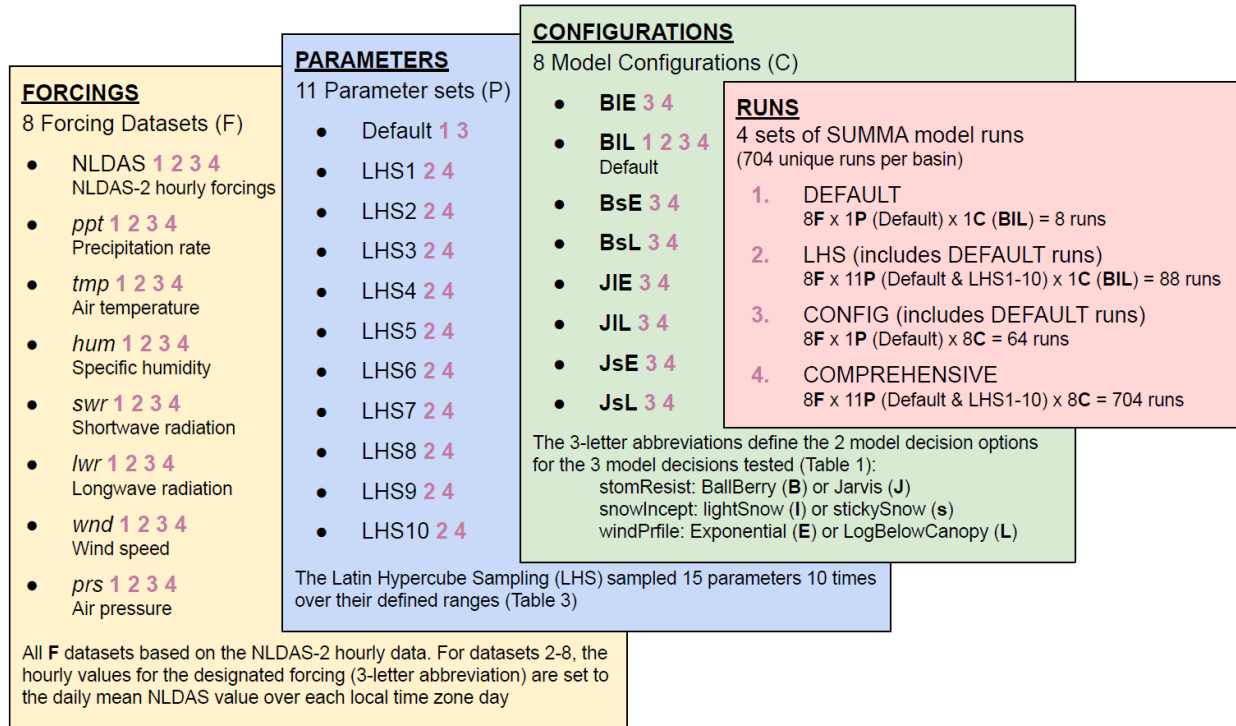 FORCINGS
8 Forcing Datasets (F)
● NLDAS 1 2 3 4
NLDAS-2 hourly forcings
● ppt 1 2 3 4
Precipitation rate
● tmp 1 2 3 4
Air temperature
● hum 1 2 3 4
Specific humidity
● swr 1 2 3 4
Shortwave radiation
● lwr 1 2 3 4
Longwave radiation
● wnd 1 2 3 4
Wind speed
● prs 1 2 3 4
Air pressure
All F datasets based on the NLDAS-2 hourly data. For datasets 2-8, the
hourly values for the designated forcing (3-letter abbreviation) are set to
the daily mean NLDAS value over each local time zone day
PARAMETERS
11 Parameter sets (P)
● Default 1 3
● LHS1 2 4
● LHS2 2 4
● LHS3 2 4
● LHS4 2 4
● LHS5 2 4
● LHS6 2 4
● LHS7 2 4
● LHS8 2 4
● LHS9 2 4
● LHS10 2 4
The Latin Hypercube Sampling (LHS) sampled 15 parameters 10 times
over their defined ranges (Table 3)
CONFIGURATIONS
8 Model Configurations (C)
● BlE 3 4
● BlL 1 2 3 4
Default
● BsE 3 4
● BsL 3 4
● JlE 3 4
● JlL 3 4
● JsE 3 4
● JsL 3 4
The 3-letter abbreviations define the 2 model decision options
for the 3 model decisions tested (Table 1):
stomResist: BallBerry (B) or Jarvis (J)
snowIncept: lightSnow (l) or stickySnow (s)
windPrfile: Exponential (E) or LogBelowCanopy (L)
RUNS
4 sets of SUMMA model runs
(704 unique runs per basin)
1. DEFAULT
8F x 1P (Default) x 1C (BlL) = 8 runs
2. LHS (includes DEFAULT runs)
8F x 11P (Default & LHS1-10) x 1C (BlL) = 88 runs
3. CONFIG (includes DEFAULT runs)
8F x 1P (Default) x 8C = 64 runs
4. COMPREHENSIVE
8F x 11P (Default & LHS1-10) x 8C = 704 runs